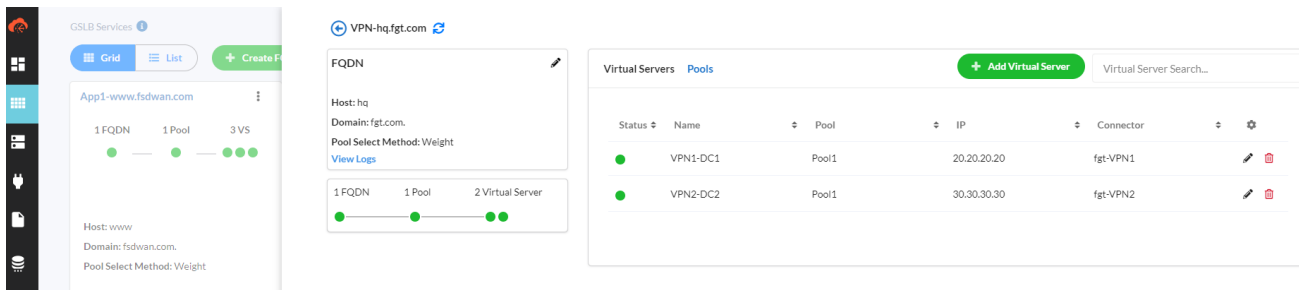 GSLB Services
Grid
List
+ Create F
App1-www.fsdwan.com
1 FQDN 1 Pool 3 VS
Host: www
Domain: fsdwan.com.
Pool Select Method: Weight
VPN-hq.fgt.com
FQDN
Host: hq
Domain: fgt.com.
Pool Select Method: Weight
View Logs
1 FQDN 1 Pool 2 Virtual Server
Virtual Servers Pools
+ Add Virtual Server
Virtual Server Search...
Status Name Pool IP Connector
VPN1-DC1 Pool1 20.20.20.20 fgt-VPN1
VPN2-DC2 Pool1 30.30.30.30 fgt-VPN2